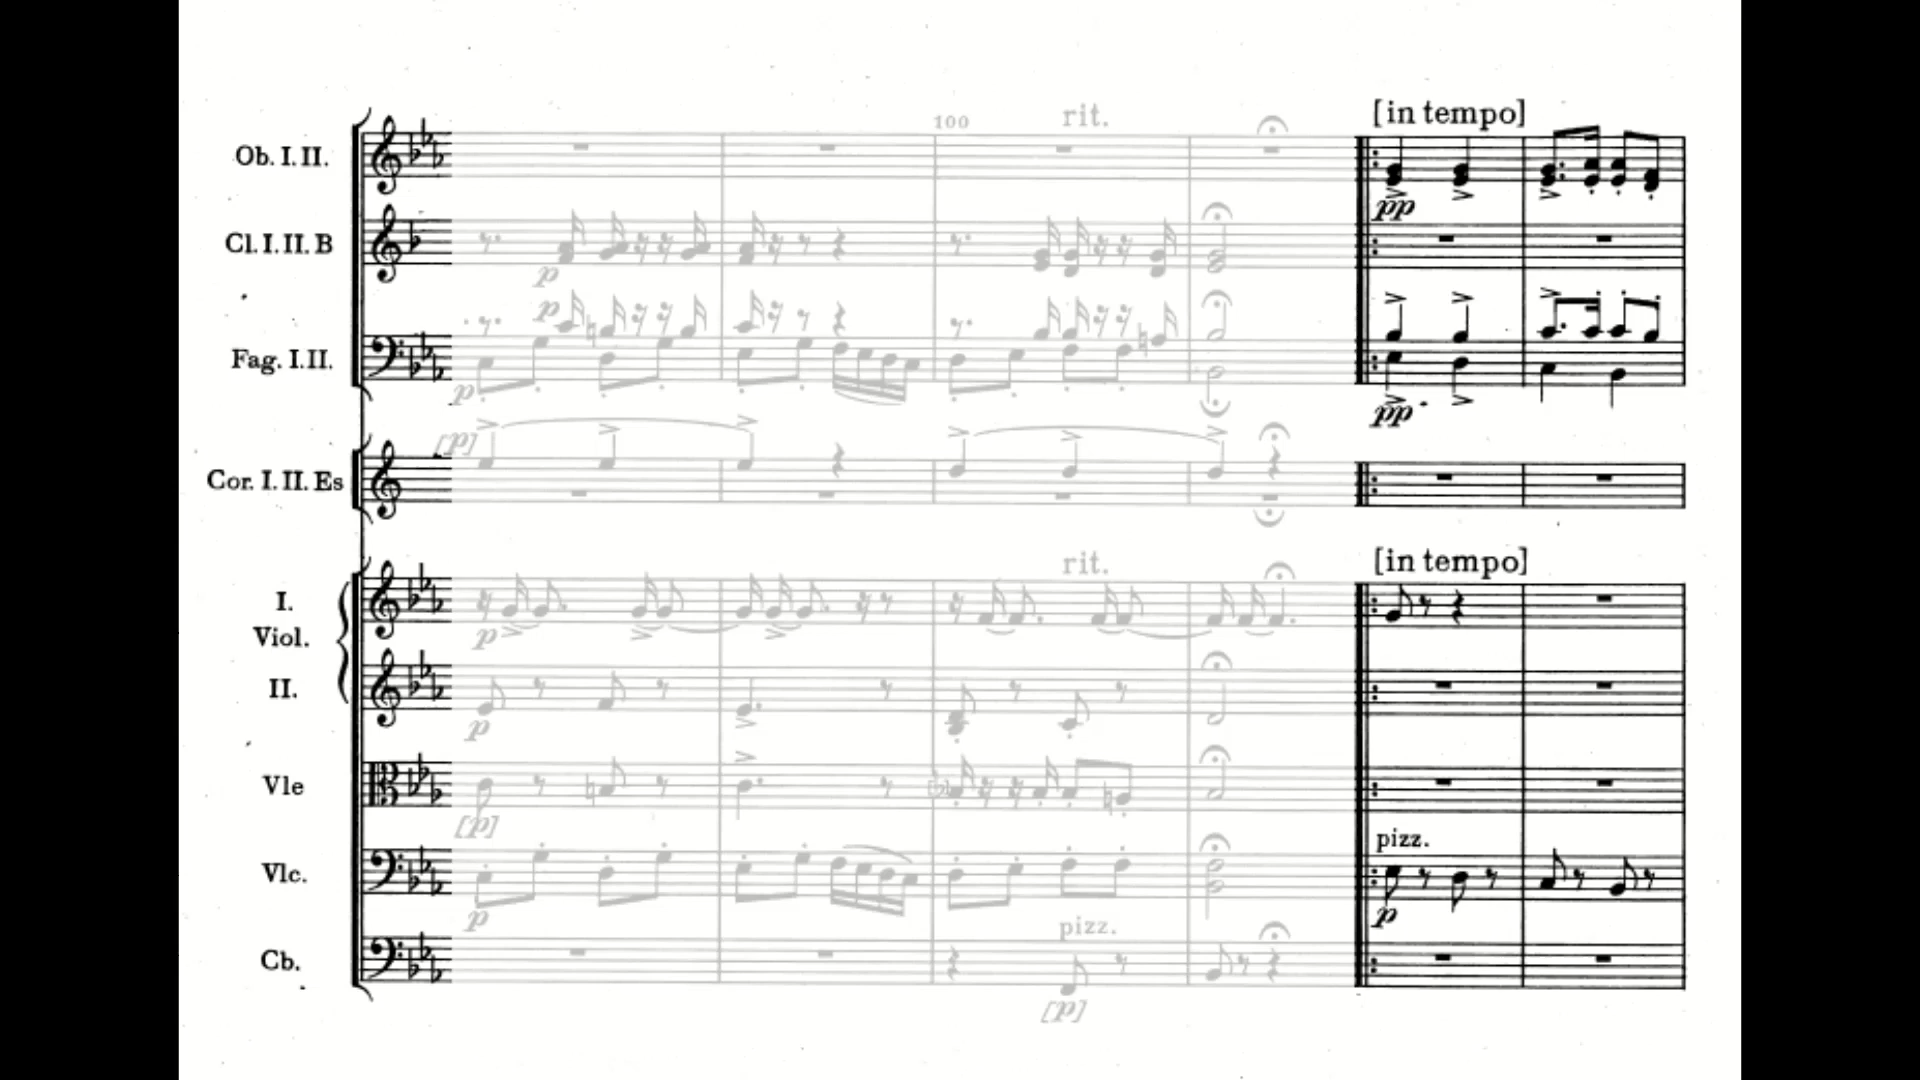 [in tempo]
100 rit.
Ob. I. II.
pp
Cl. I. II. B
p
p
Fag. I. II.
p
pp
[p]
Cor. I. II. Es
[in tempo]
rit.
I.
p
Viol.
II.
p
Vle
[p]
pizz.
Vlc.
p
p
pizz.
Cb.
[p]